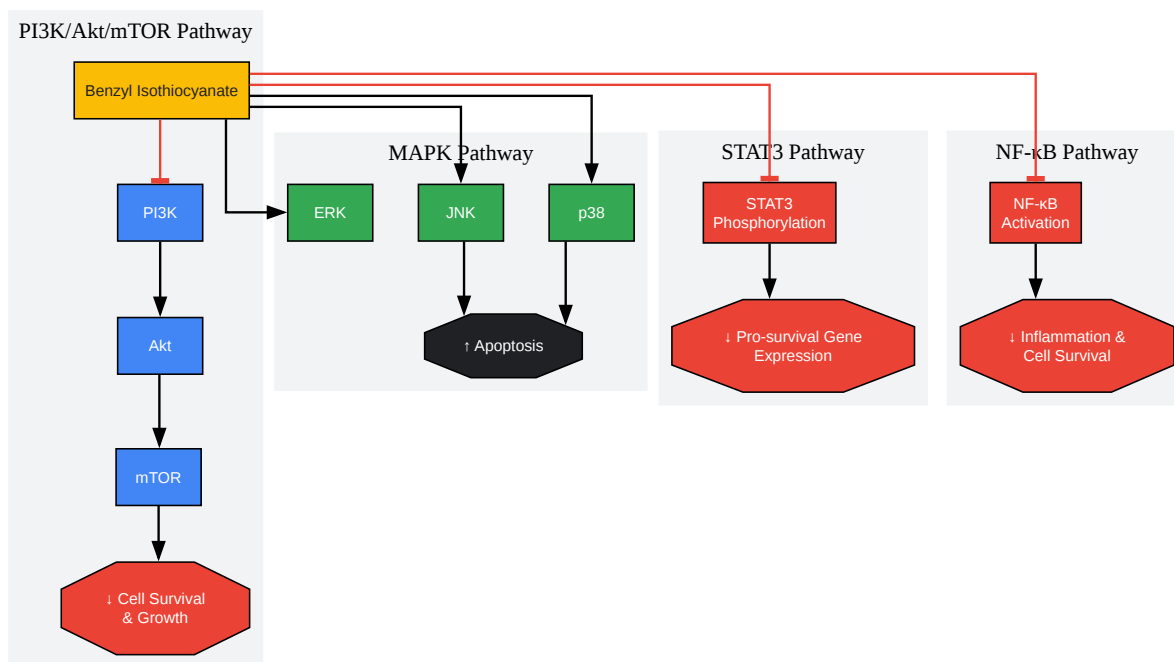 PI3K/Akt/mTOR Pathway
Benzyl Isothiocyanate
MAPK Pathway
STAT3 Pathway
NF-κB Pathway
PI3K
ERK
JNK
p38
STAT3
Phosphorylation
NF-κB
Activation
Akt
↑ Apoptosis
↓ Pro-survival Gene
Expression
↓ Inflammation &
Cell Survival
mTOR
↓ Cell Survival
& Growth